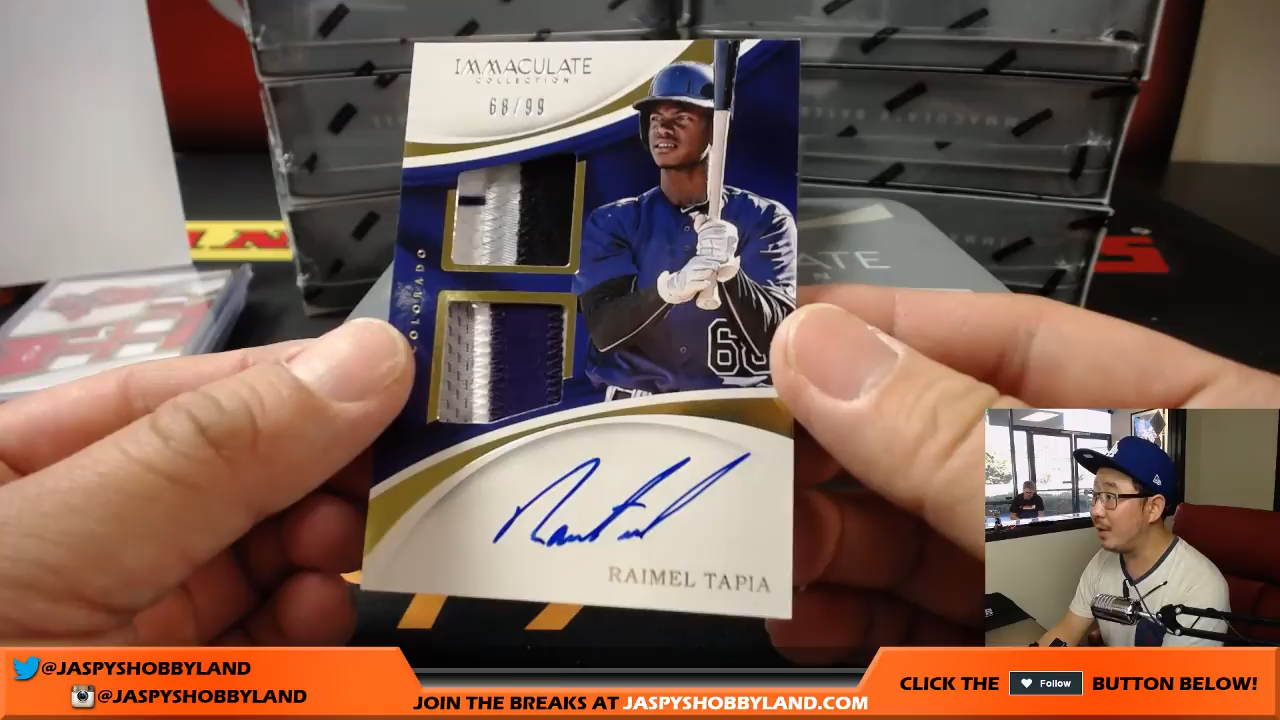 IMMACULATE
COLLECTION
68/99
COLORADO
RAIMEL TAPIA
@JASPYSHOBBYLAND
@JASPYSHOBBYLAND
JOIN THE BREAKS AT JASPYSHOBBYLAND.COM
CLICK THE Follow BUTTON BELOW!